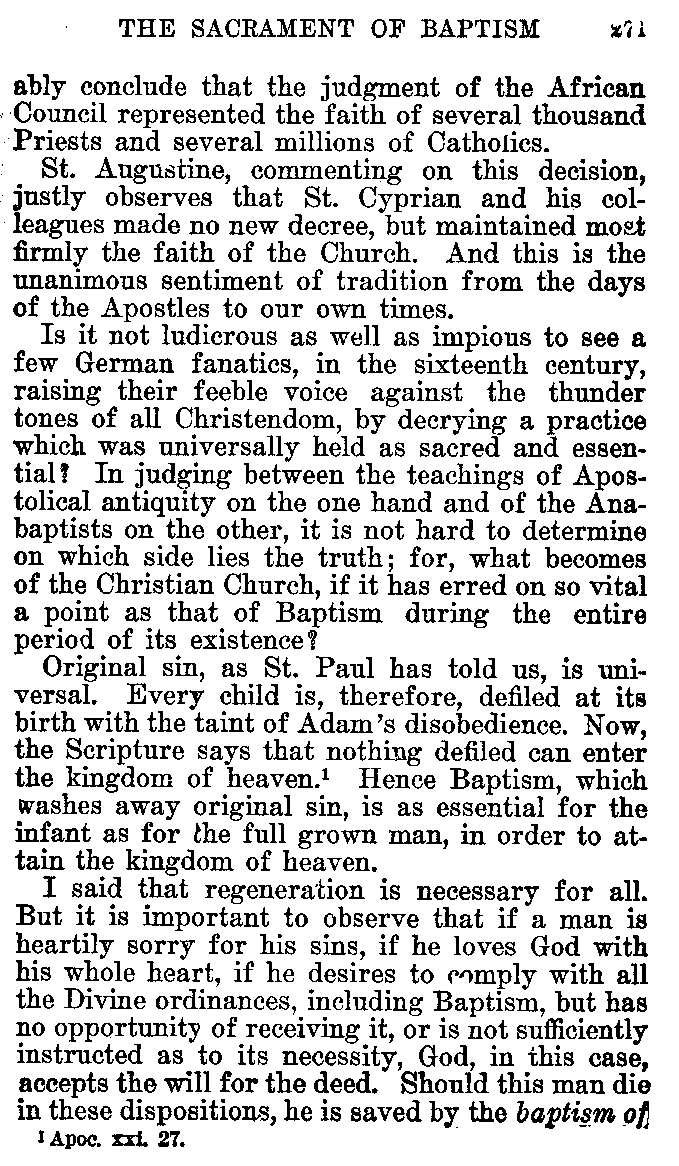 THE SACRAMENT OF BAPTISM 271
ably conclude that the judgment of the African
Council represented the faith of several thousand
Priests and several millions of Catholics.
St. Augustine, commenting on this decision,
justly observes that St. Cyprian and his col-
leagues made no new decree, but maintained most
firmly the faith of the Church. And this is the
unanimous sentiment of tradition from the days
of the Apostles to our own times.
Is it not ludicrous as well as impious to see a
few German fanatics, in the sixteenth century,
raising their feeble voice against the thunder
tones of all Christendom, by decrying a practice
which was universally held as sacred and essen-
tial? In judging between the teachings of Apos-
tolical antiquity on the one hand and of the Ana-
baptists on the other, it is not hard to determine
on which side lies the truth; for, what becomes
of the Christian Church, if it has erred on so vital
a point as that of Baptism during the entire
period of its existence?
Original sin, as St. Paul has told us, is uni-
versal. Every child is, therefore, defiled at its
birth with the taint of Adam's disobedience. Now,
the Scripture says that nothing defiled can enter
the kingdom of heaven.¹ Hence Baptism, which
washes away original sin, is as essential for the
infant as for the full grown man, in order to at-
tain the kingdom of heaven.
I said that regeneration is necessary for all.
But it is important to observe that if a man is
heartily sorry for his sins, if he loves God with
his whole heart, if he desires to comply with all
the Divine ordinances, including Baptism, but has
no opportunity of receiving it, or is not sufficiently
instructed as to its necessity, God, in this case,
accepts the will for the deed. Should this man die
in these dispositions, he is saved by the baptism of
¹ Apoc. xxi. 27.